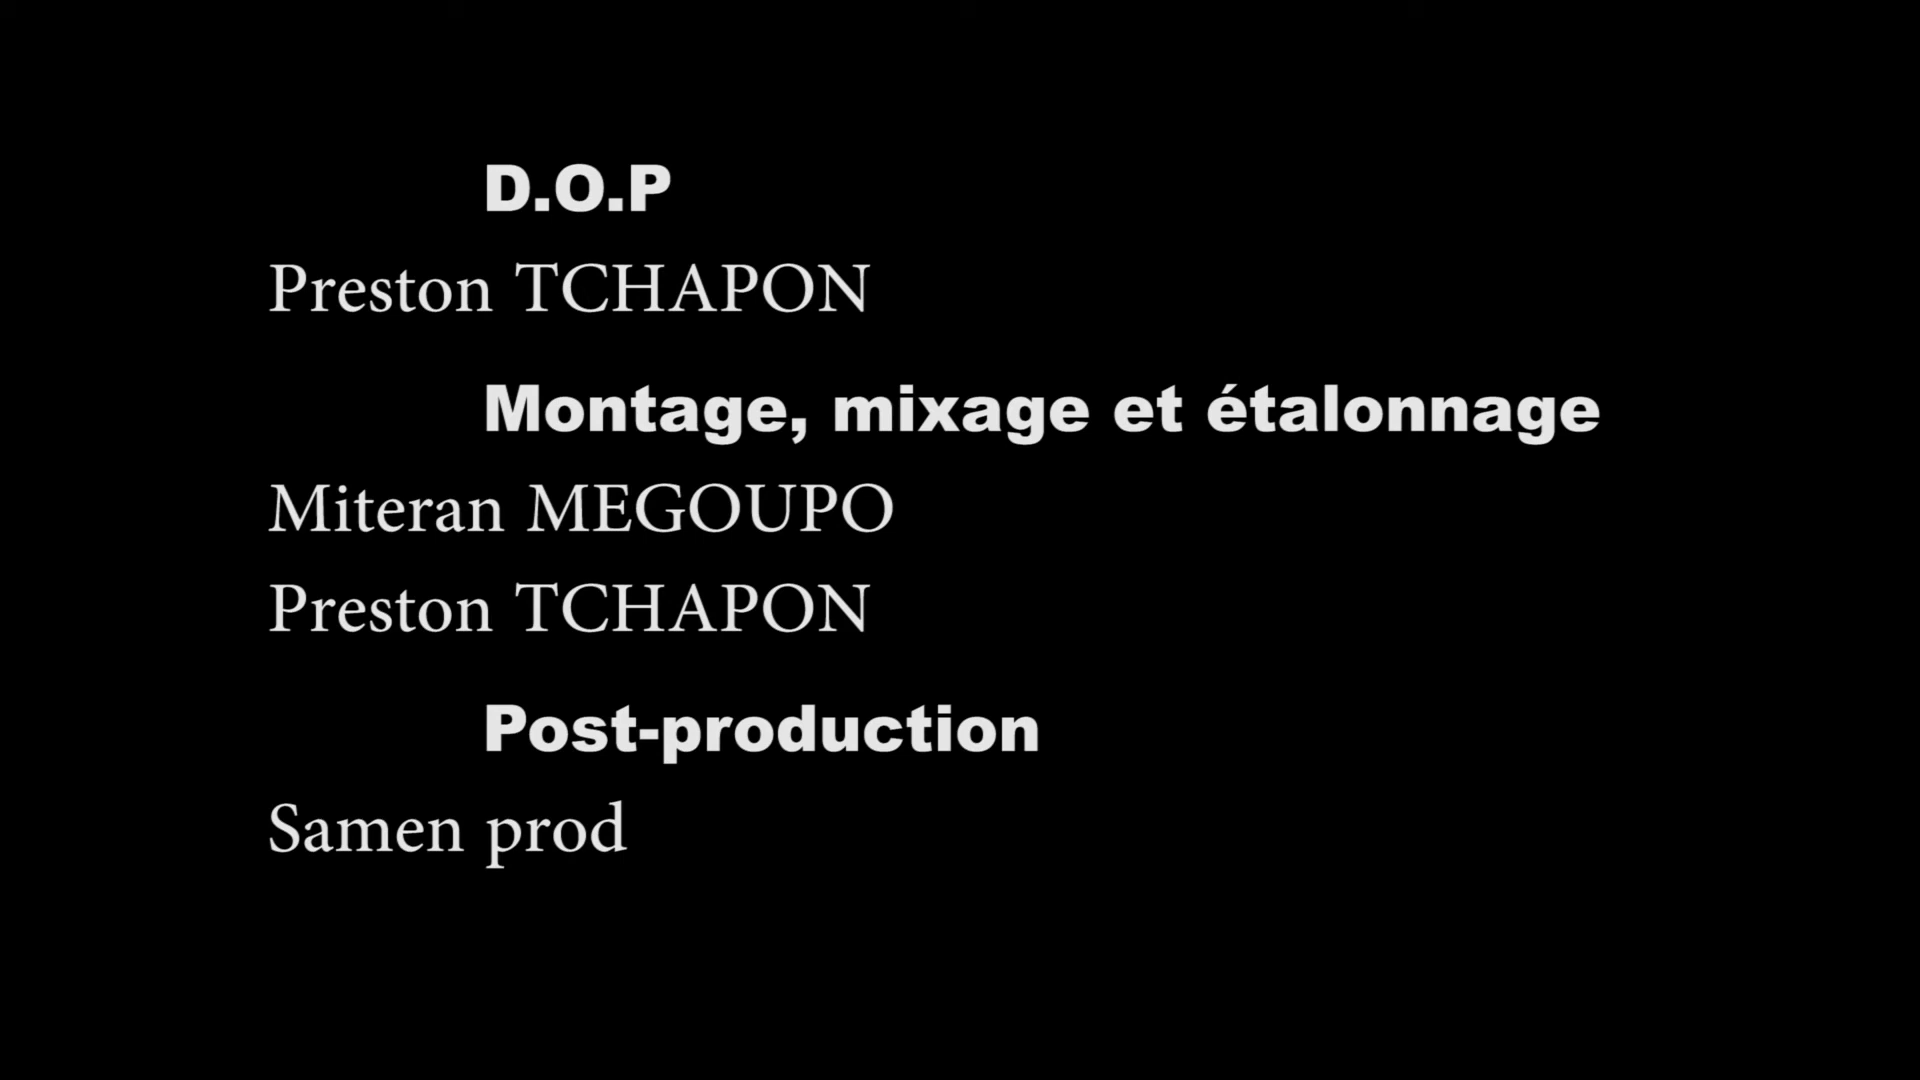 D.O.P
Preston TCHAPON
Montage, mixage et étalonnage
Miteran MEGOUPO
Preston TCHAPON
Post-production
Samen prod